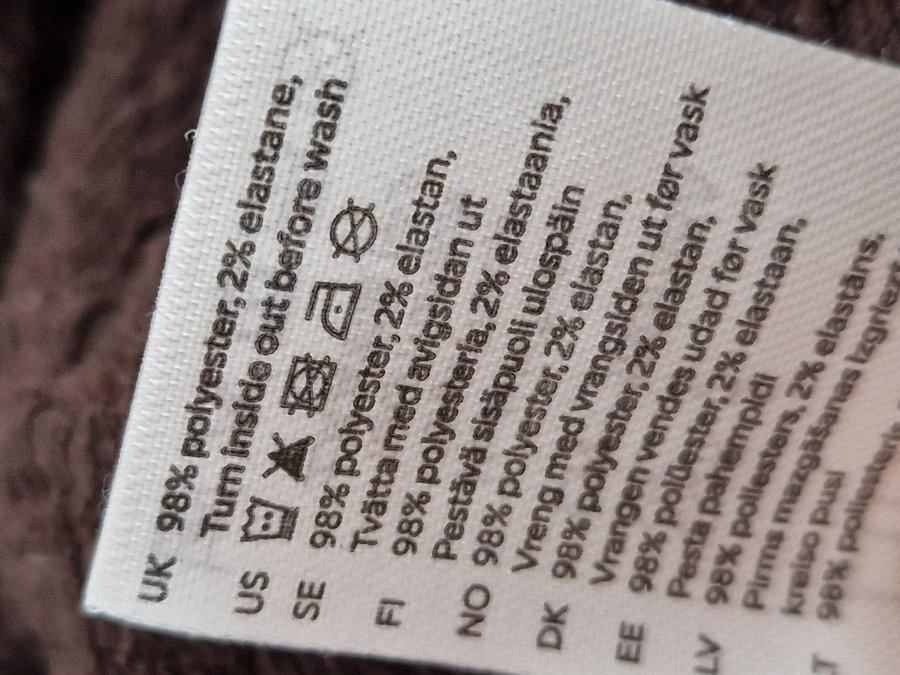 UK 98% polyester, 2% elastane,
Turn inside out before wash
US
SE 98% polyester, 2% elastan,
Tvätta med avigsidan ut
FI 98% polyesteria, 2% elastaania,
Pestävä sisäpuoli ulospäin
NO 98% polyester, 2% elastan,
Vreng med vrangsiden ut før vask
DK 98% polyester, 2% elastan,
Vrangen vendes udad før vask
EE 98% polüester, 2% elastaan,
Pesta pahempidi
LV 98% poliesters, 2% elastāns.
Pirms mazgāšanas izgriezt
kreiso pusi
LT 98% poliesteris